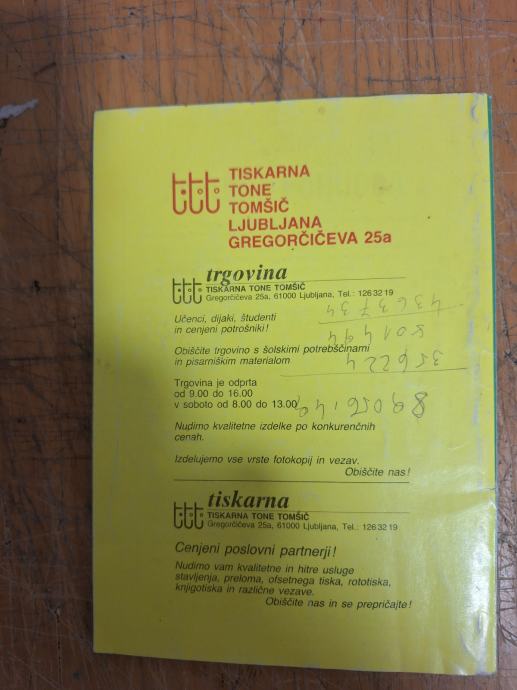 ttt
TISKARNA
TONE
TOMŠIČ
LJUBLJANA
GREGORČIČEVA 25a
ttt trgovina
TISKARNA TONE TOMŠIČ
Gregorčičeva 25a, 61000 Ljubljana, Tel.: 126 32 19
Učenci, dijaki, študenti
in cenjeni potrošniki!
Obiščite trgovino s šolskimi potrebščinami
in pisarniškim materialom
Trgovina je odprta
od 9.00 do 16.00
v soboto od 8.00 do 13.00
Nudimo kvalitetne izdelke po konkurenčnih
cenah.
Izdelujemo vse vrste fotokopij in vezav.
Obiščite nas!
ttt tiskarna
TISKARNA TONE TOMŠIČ
Gregorčičeva 25a, 61000 Ljubljana, Tel.: 126 32 19
Cenjeni poslovni partnerji!
Nudimo vam kvalitetne in hitre usluge
stavljenja, preloma, ofsetnega tiska, rototiska,
knjigotiska in različne vezave.
Obiščite nas in se prepričajte!